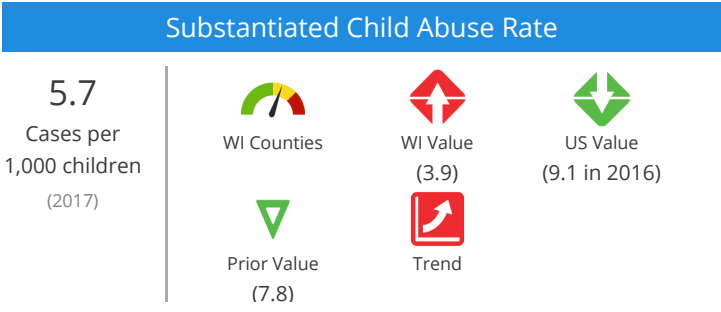 Substantiated Child Abuse Rate
5.7
Cases per
1,000 children
(2017)
WI Counties
WI Value
(3.9)
US Value
(9.1 in 2016)
Prior Value
(7.8)
Trend